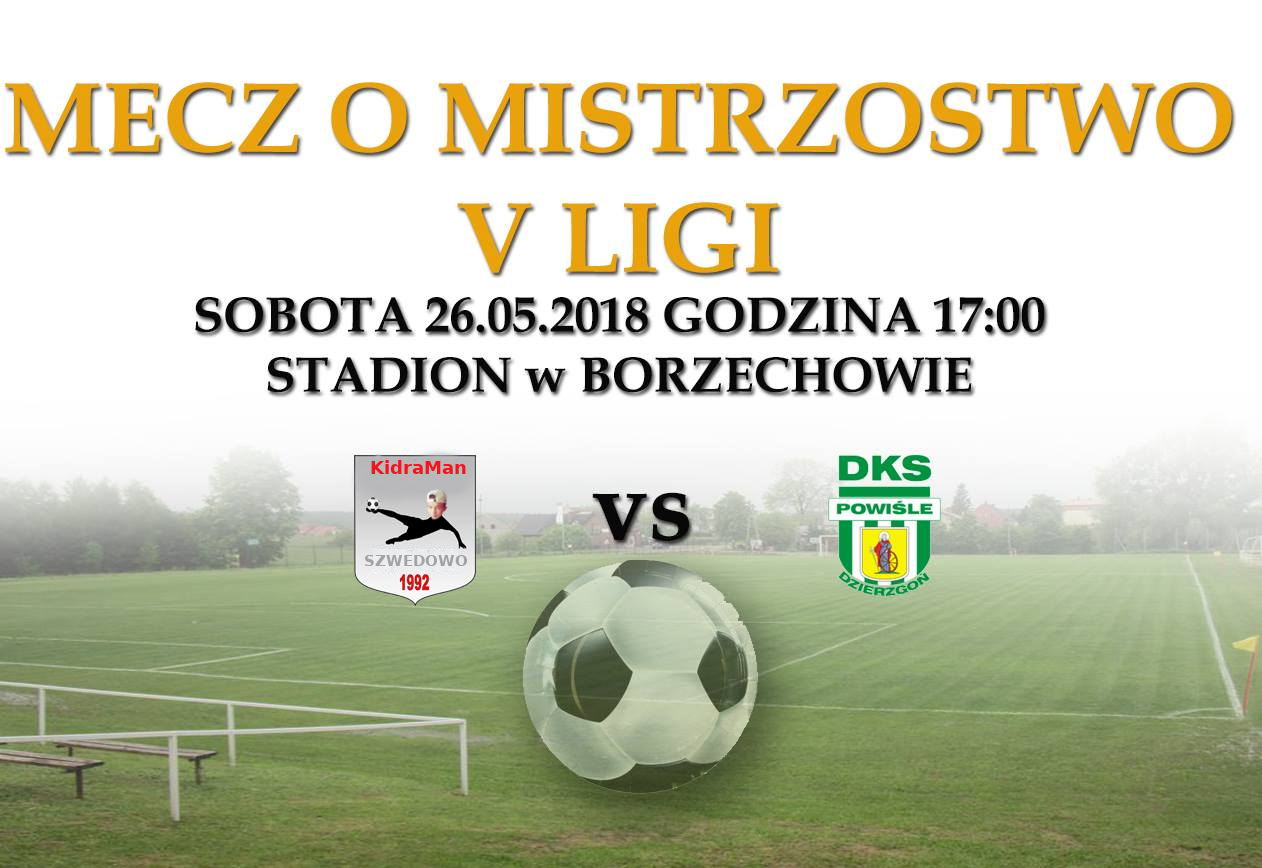 MECZ O MISTRZOSTWO
V LIGI
SOBOTA 26.05.2018 GODZINA 17:00
STADION w BORZECHOWIE
KidraMan
SZWEDOWO
1992
vs
DKS
POWIŚLE
DZIERZGOŃ